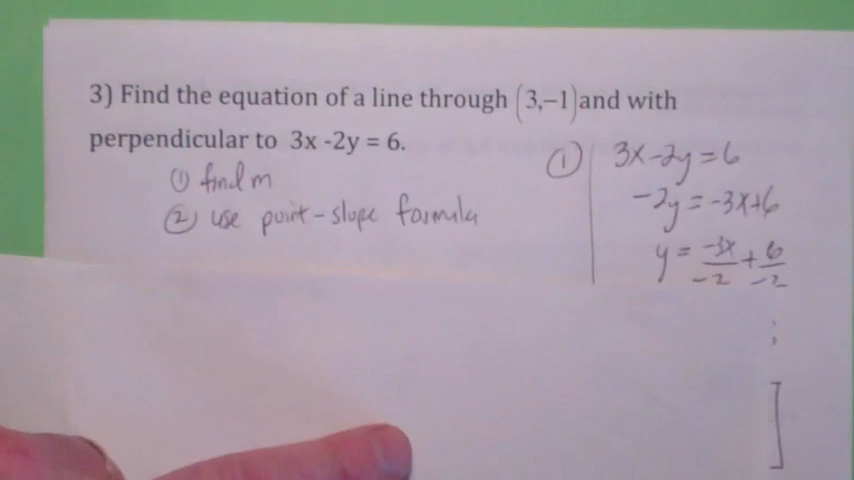 3) Find the equation of a line through (3,−1) and with
perpendicular to 3x -2y = 6.
① find m
② use point-slope formula
① 3x-2y=6
-2y=-3x+6
y = -3x/-2 + 6/-2
]